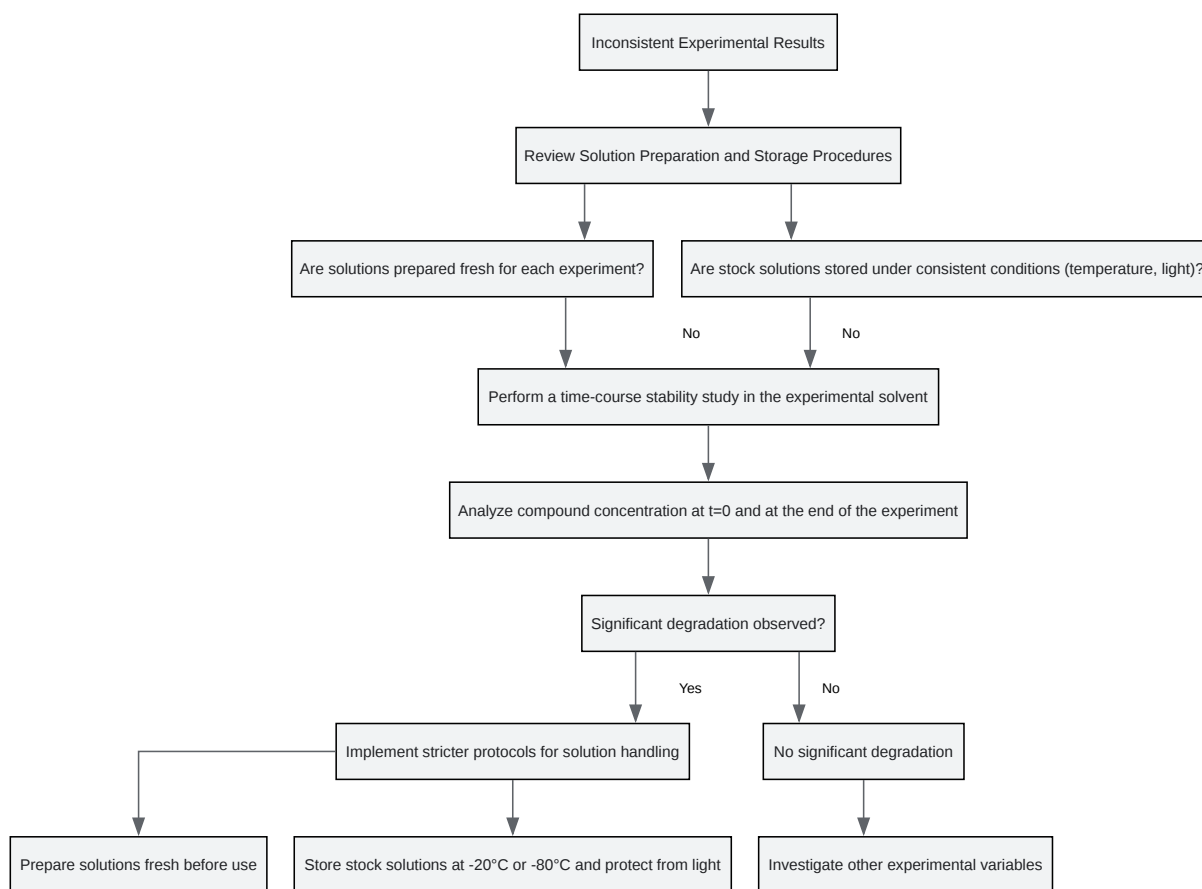 Inconsistent Experimental Results
Review Solution Preparation and Storage Procedures
Are solutions prepared fresh for each experiment?
Are stock solutions stored under consistent conditions (temperature, light)?
No
No
Perform a time-course stability study in the experimental solvent
Analyze compound concentration at t=0 and at the end of the experiment
Significant degradation observed?
Yes
No
Implement stricter protocols for solution handling
No significant degradation
Prepare solutions fresh before use
Store stock solutions at -20°C or -80°C and protect from light
Investigate other experimental variables